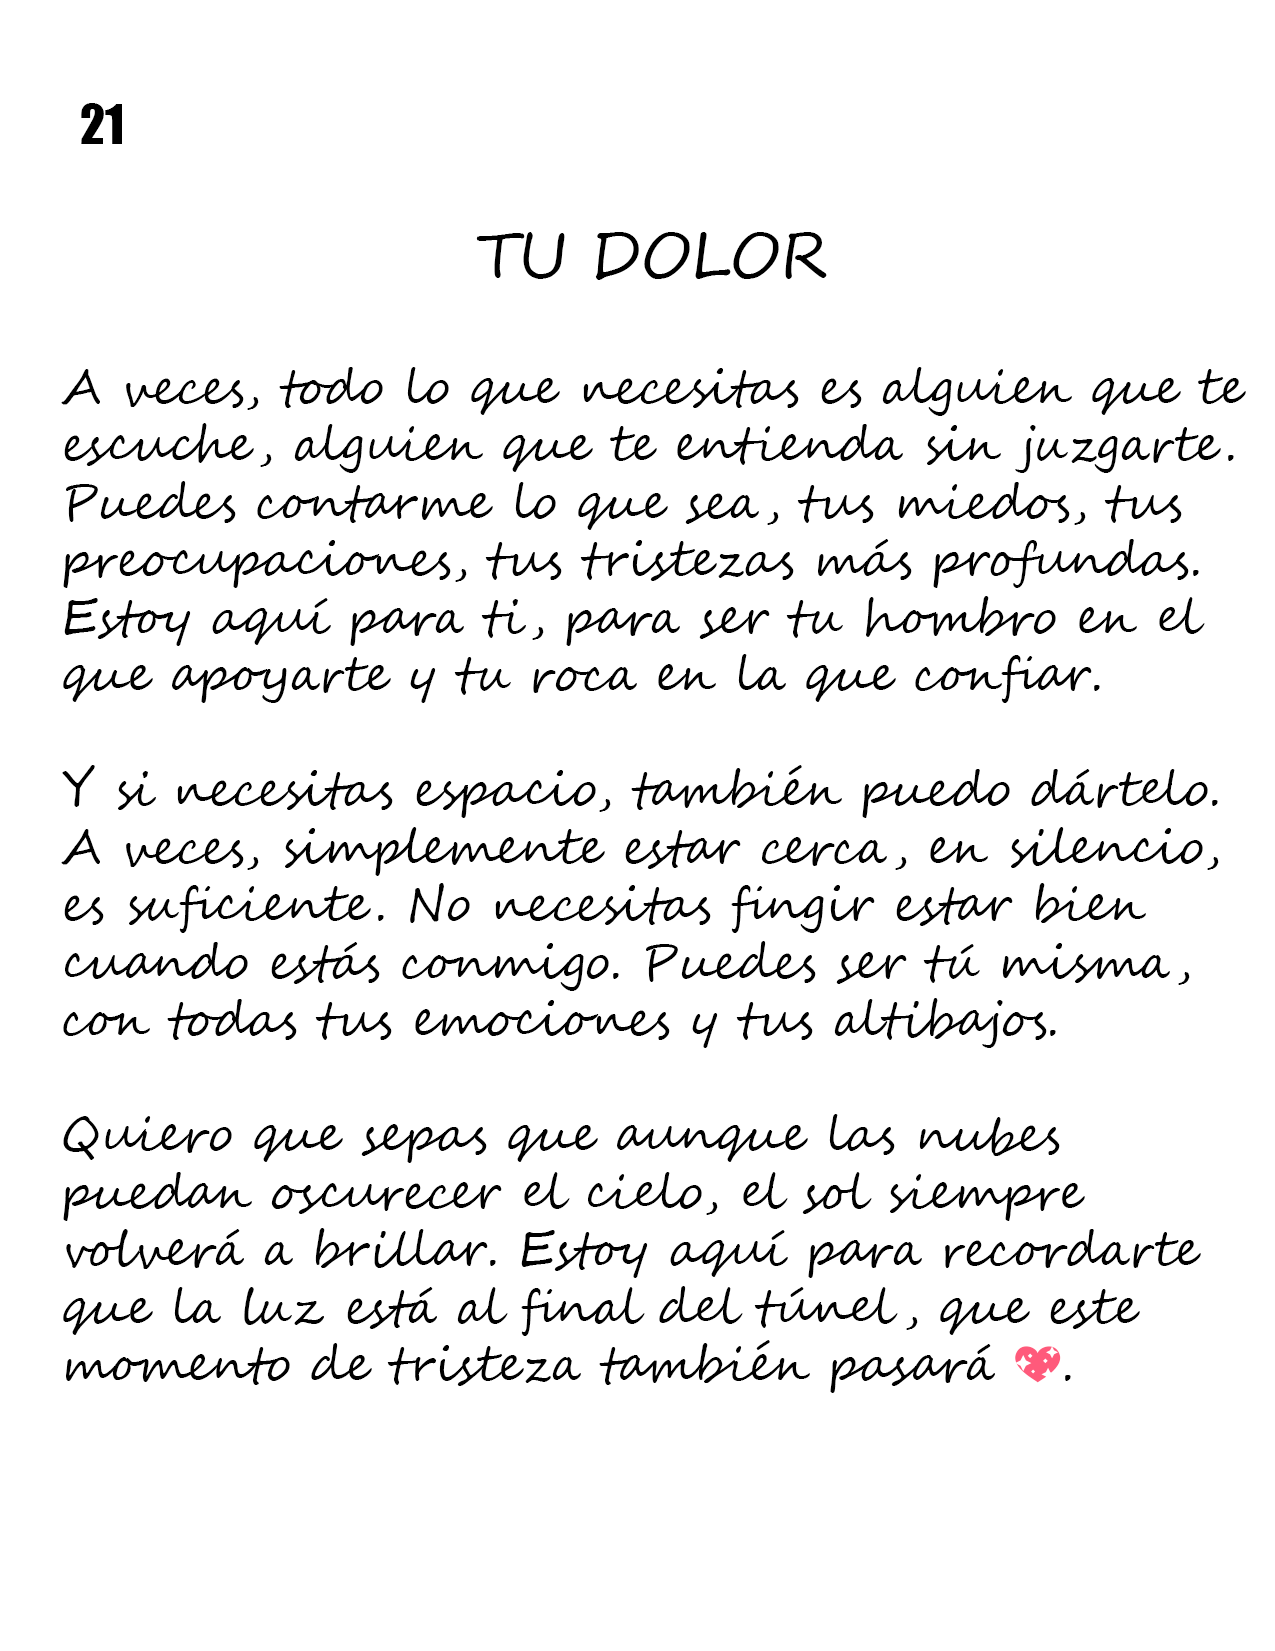 21
TU DOLOR
A veces, todo lo que necesitas es alguien que te
escuche, alguien que te entienda sin juzgarte.
Puedes contarme lo que sea, tus miedos, tus
preocupaciones, tus tristezas más profundas.
Estoy aquí para ti, para ser tu hombro en el
que apoyarte y tu roca en la que confiar.
Y si necesitas espacio, también puedo dártelo.
A veces, simplemente estar cerca, en silencio,
es suficiente. No necesitas fingir estar bien
cuando estás conmigo. Puedes ser tú misma,
con todas tus emociones y tus altibajos.
Quiero que sepas que aunque las nubes
puedan oscurecer el cielo, el sol siempre
volverá a brillar. Estoy aquí para recordarte
que la luz está al final del túnel, que este
momento de tristeza también pasará 💖.